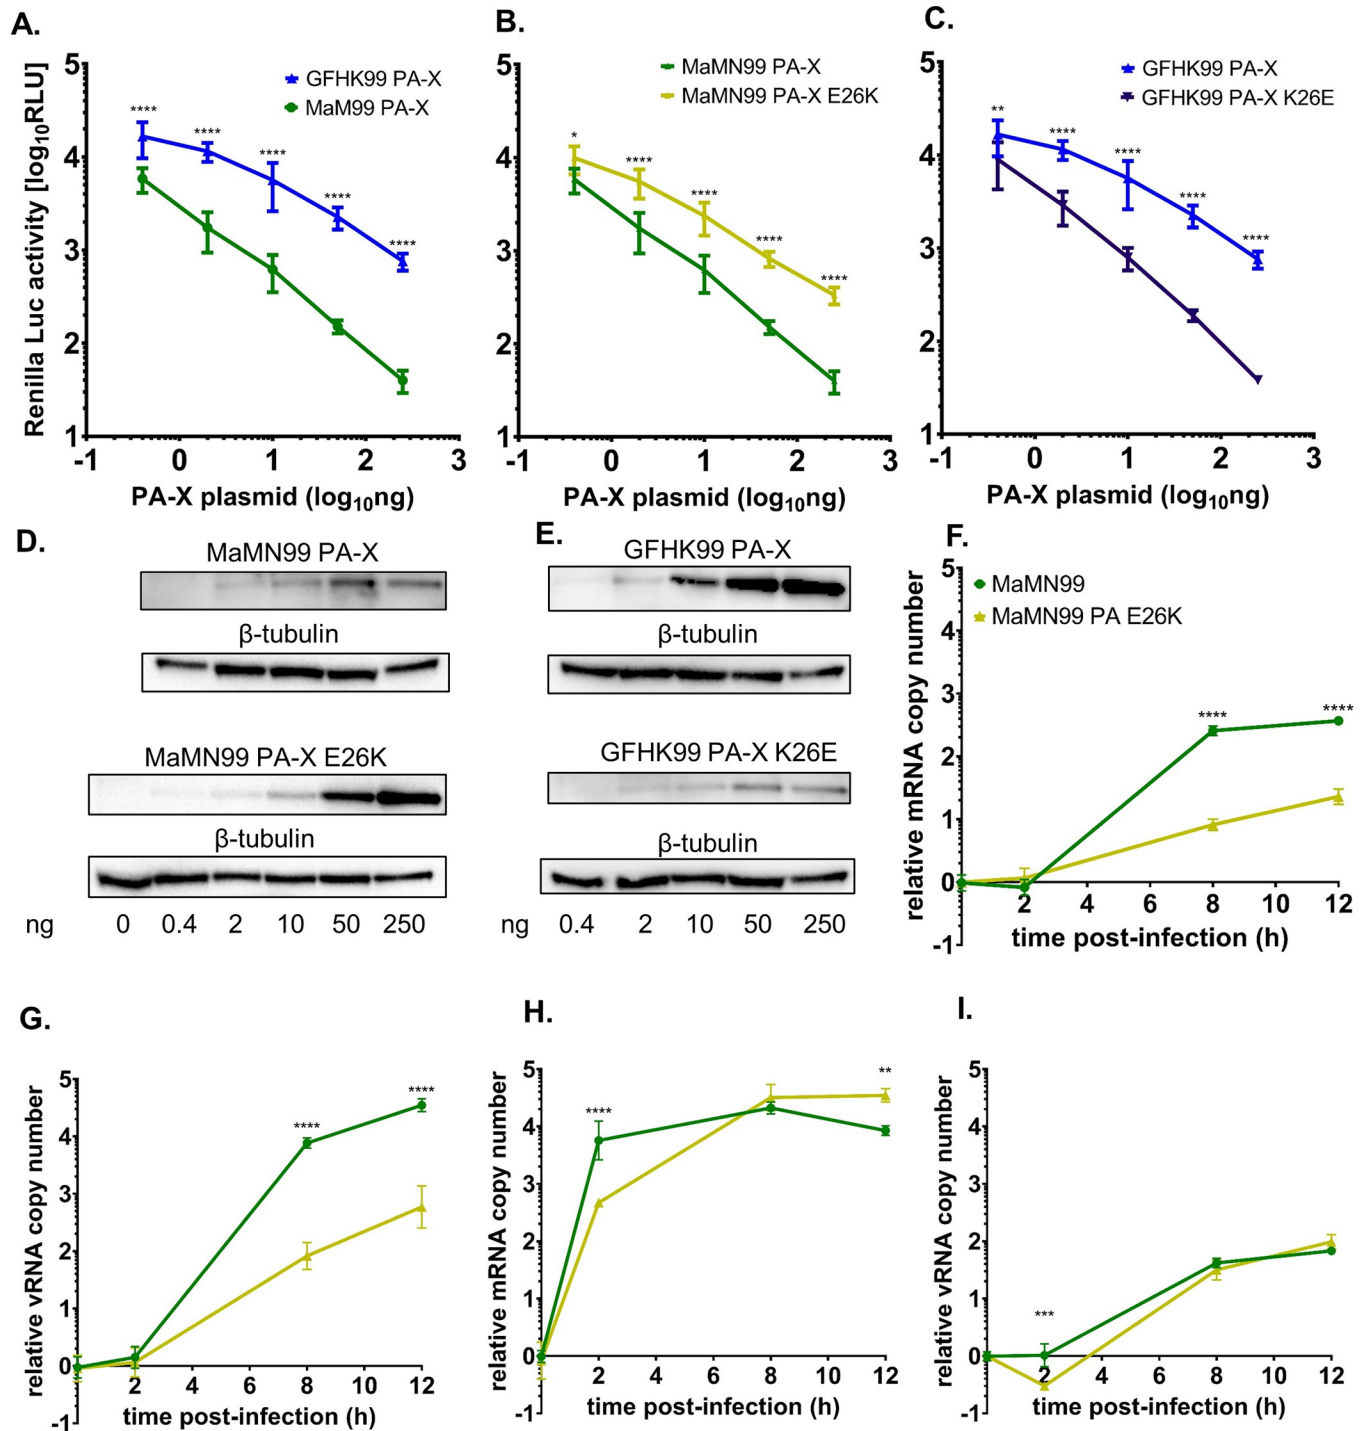 A.
B.
C.
Renilla Luc activity [log10RLU]
5
4
3
2
1
-1 0 1 2 3
PA-X plasmid (log10ng)
GFHK99 PA-X
MaM99 PA-X
****
****
****
****
****
5
4
3
2
1
-1 0 1 2 3
PA-X plasmid (log10ng)
MaMN99 PA-X
MaMN99 PA-X E26K
*
****
****
****
****
5
4
3
2
1
-1 0 1 2 3
PA-X plasmid (log10ng)
GFHK99 PA-X
GFHK99 PA-X K26E
**
****
****
****
****
D.
MaMN99 PA-X
β-tubulin
MaMN99 PA-X E26K
β-tubulin
ng 0 0.4 2 10 50 250
E.
GFHK99 PA-X
β-tubulin
GFHK99 PA-X K26E
β-tubulin
ng 0.4 2 10 50 250
F.
MaMN99
MaMN99 PA E26K
relative mRNA copy number
5
4
3
2
1
0
-1
2 4 6 8 10 12
time post-infection (h)
****
****
G.
relative vRNA copy number
5
4
3
2
1
0
-1
2 4 6 8 10 12
time post-infection (h)
****
****
H.
relative mRNA copy number
5
4
3
2
1
0
-1
2 4 6 8 10 12
time post-infection (h)
****
**
I.
relative vRNA copy number
5
4
3
2
1
0
-1
2 4 6 8 10 12
time post-infection (h)
***